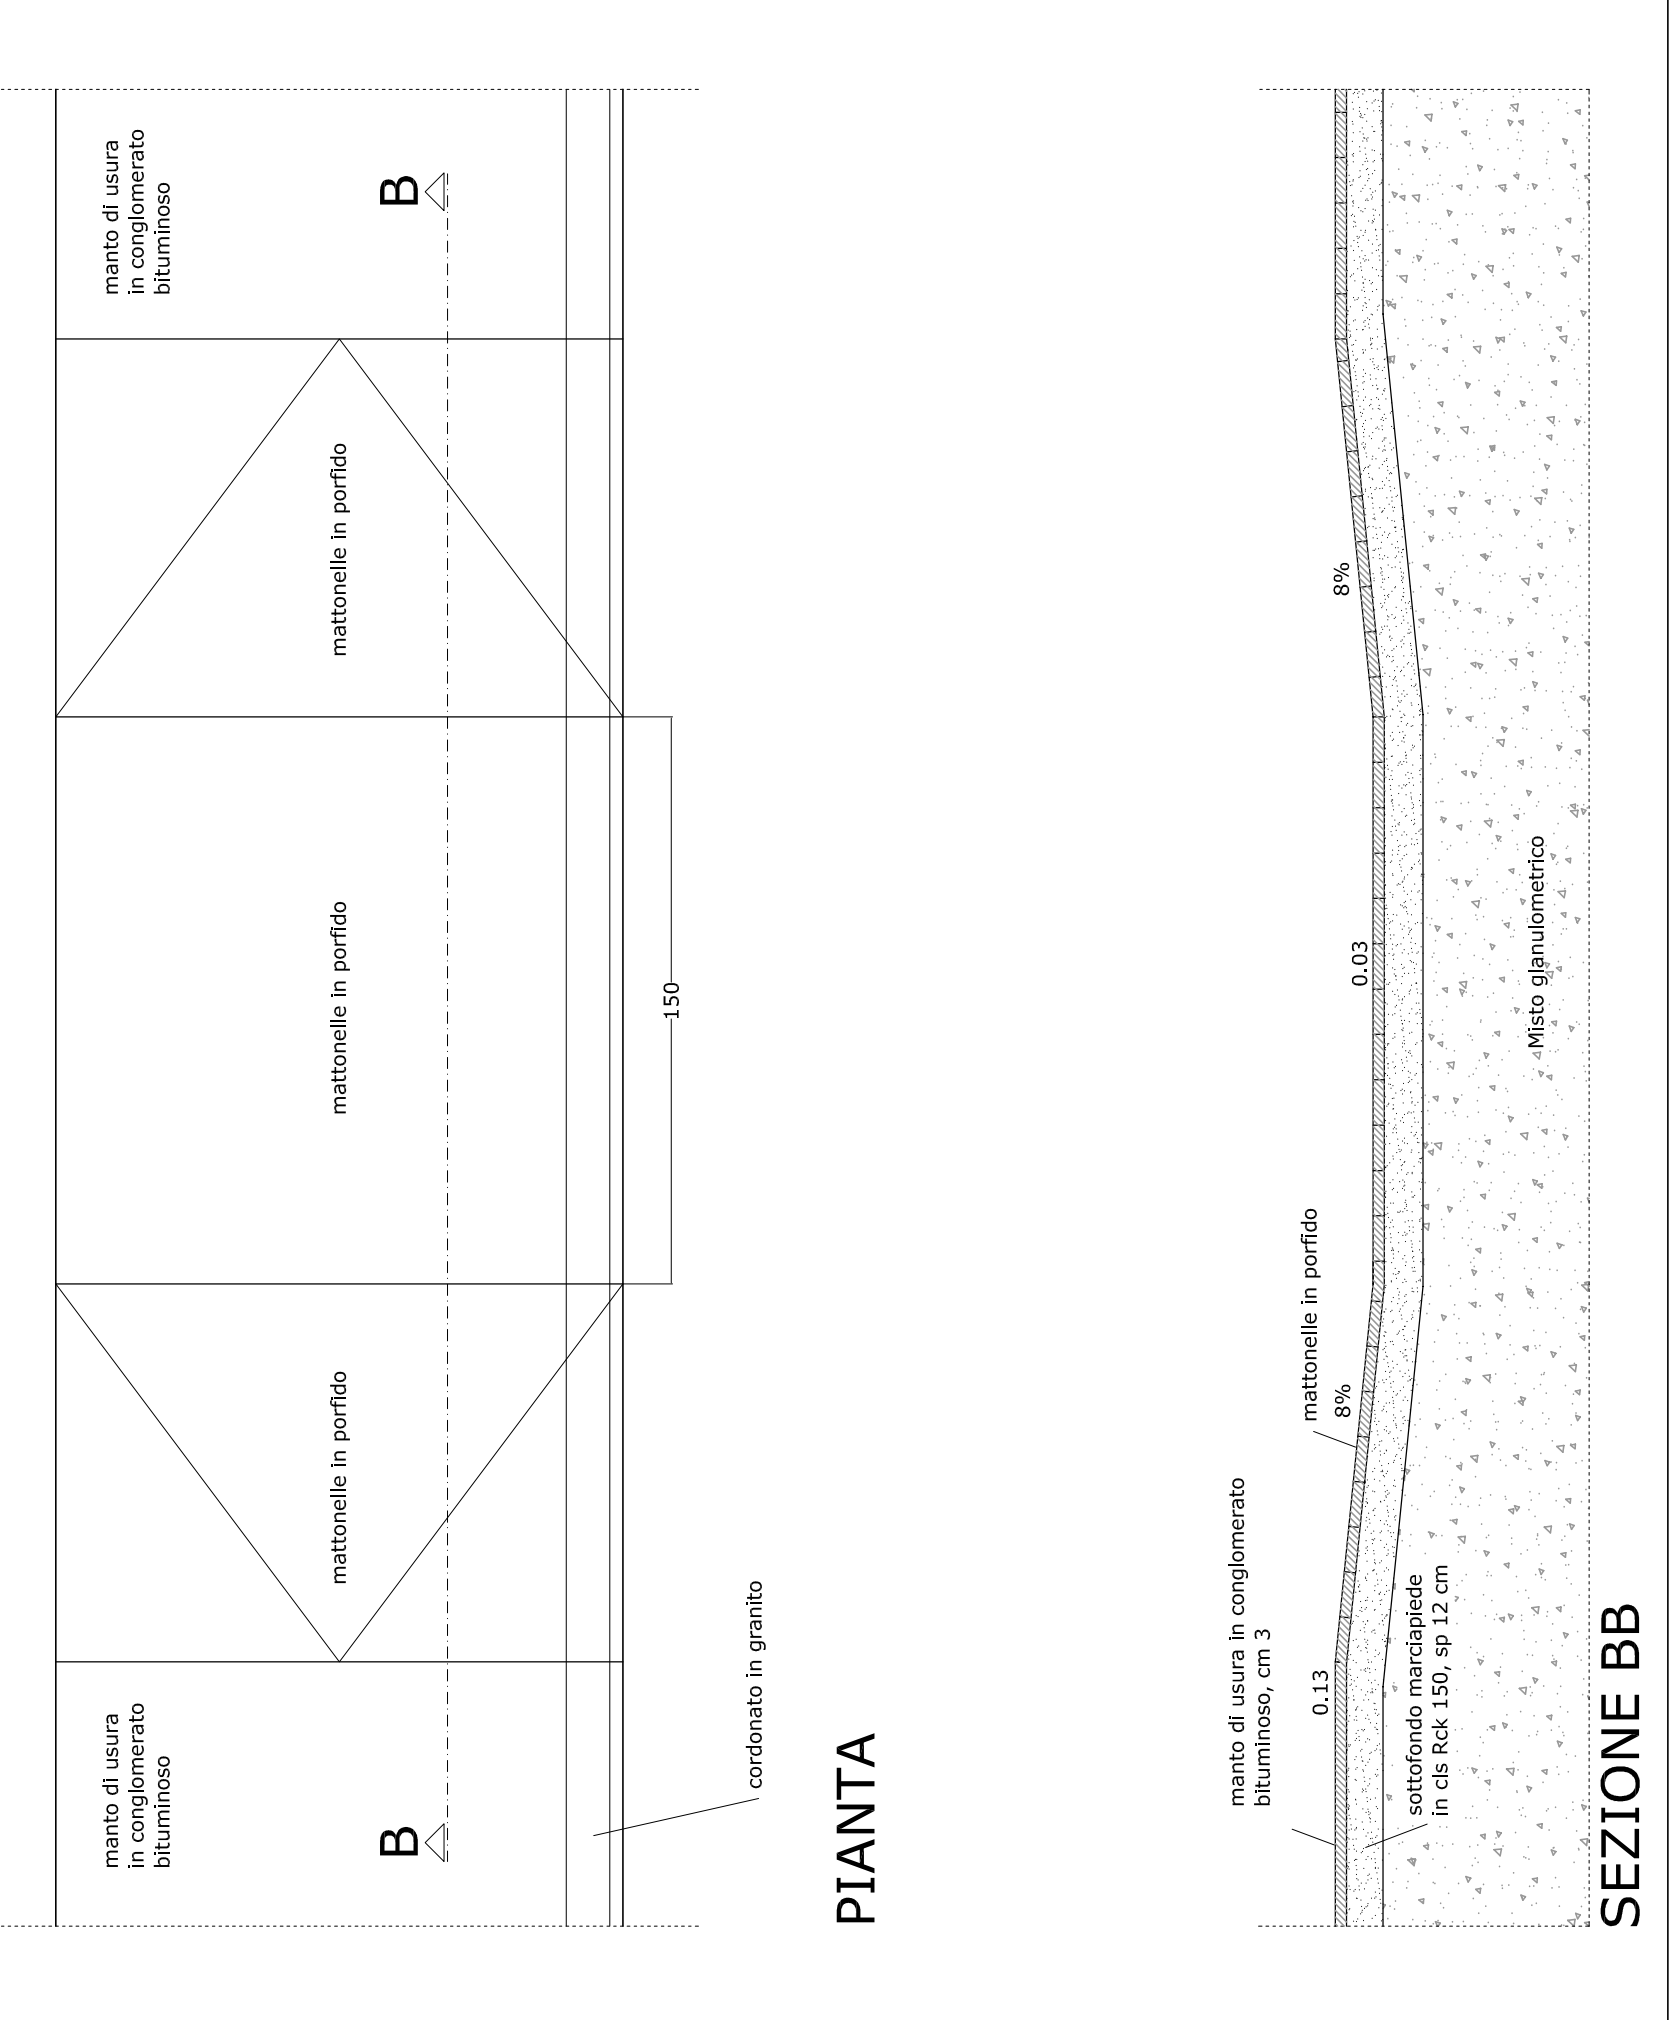 manto di usura
in conglomerato
bituminoso
mattonelle in porfido
mattonelle in porfido
mattonelle in porfido
manto di usura
in conglomerato
bituminoso
B
B
150
cordonato in granito
PIANTA
manto di usura in conglomerato
bituminoso, cm 3
mattonelle in porfido
0.13
8%
0.03
8%
sottofondo marciapiede
in cls Rck 150, sp 12 cm
Misto glanulometrico
SEZIONE BB